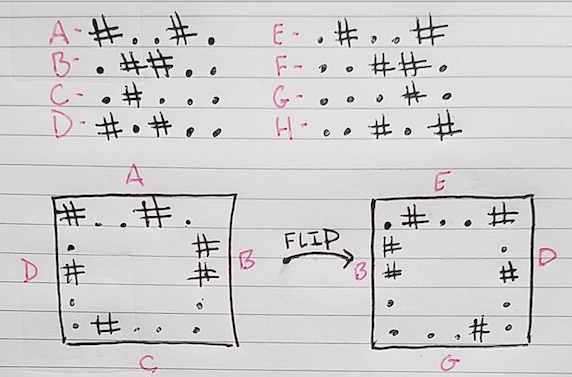 A - # . . # .   E - . # . . #
B - . # # . .   F - . . # # .
C - . # . . .   G - . . . # .
D - # . # . .   H - . . # . #
A   E
# . . # .   . # . . #
.   #   #   .
D   #   #   B   FLIP   B   #   #   D
.   .   .   .
. # . . .   . . . # .
C   G